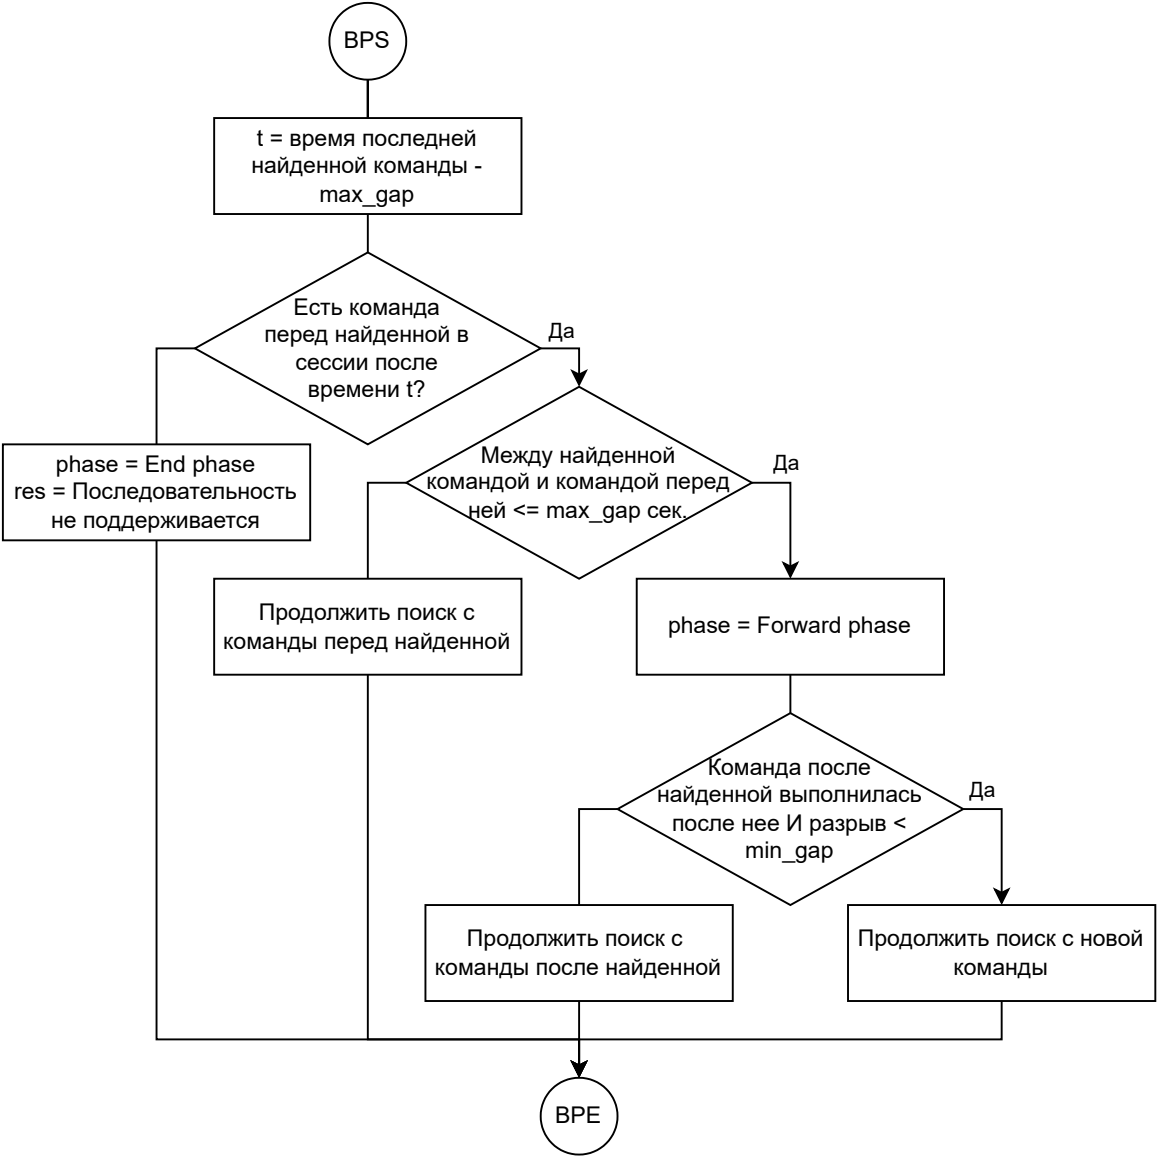 BPS
t = время последней
найденной команды -
max_gap
Есть команда
перед найденной в
сессии после
времени t?
Да
phase = End phase
res = Последовательность
не поддерживается
Между найденной
командой и командой перед
ней <= max_gap сек.
Да
Продолжить поиск с
команды перед найденной
phase = Forward phase
Команда после
найденной выполнилась
после нее И разрыв <
min_gap
Да
Продолжить поиск с
команды после найденной
Продолжить поиск с новой
команды
BPE